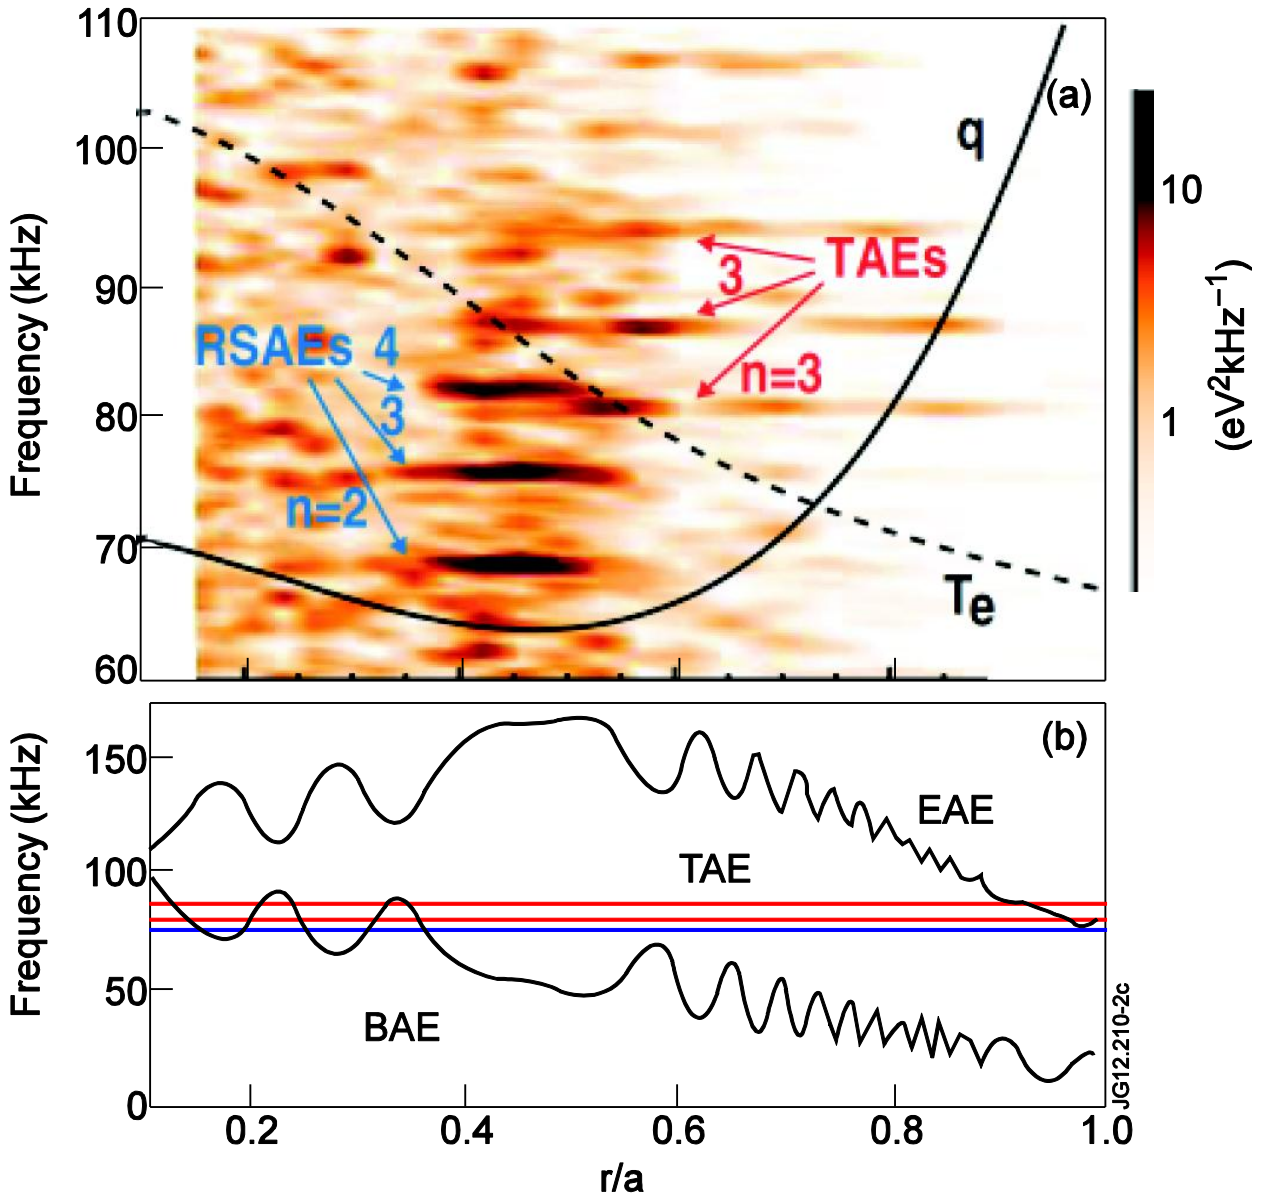 110
(a)
q
100
10
TAEs
3
90
Frequency (kHz)
RSAEs 4
(eV²kHz⁻¹)
n=3
3
80
1
n=2
70
Te
60
(b)
150
EAE
TAE
100
Frequency (kHz)
50
BAE
0
JG12.210-2c
0.2
0.4
0.6
0.8
1.0
r/a